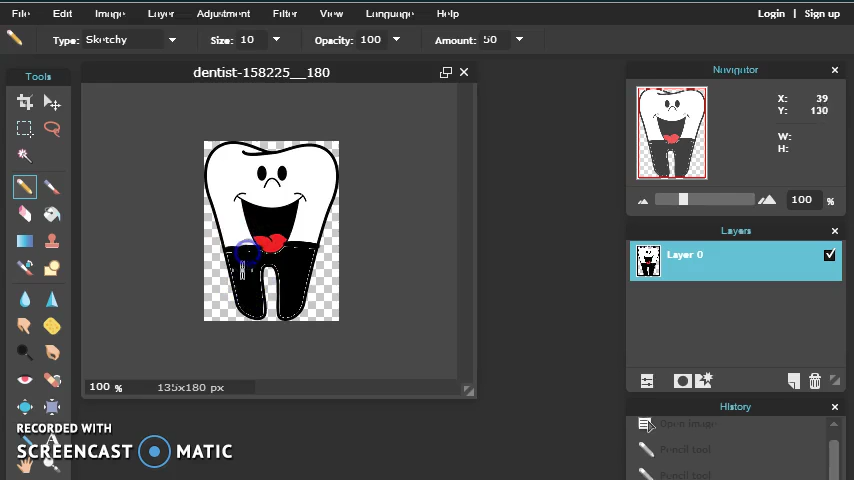 File Edit Image Layer Adjustment Filter View Language Help Login | Sign up
Type: Sketchy Size: 10 Opacity: 100 Amount: 50
Tools
dentist-158225__180
Navigator
X: 39
Y: 130
W:
H:
100 %
Layers
Layer 0
100 % 135x180 px
History
Open image
Pencil tool
Pencil tool
RECORDED WITH
SCREENCAST MATIC